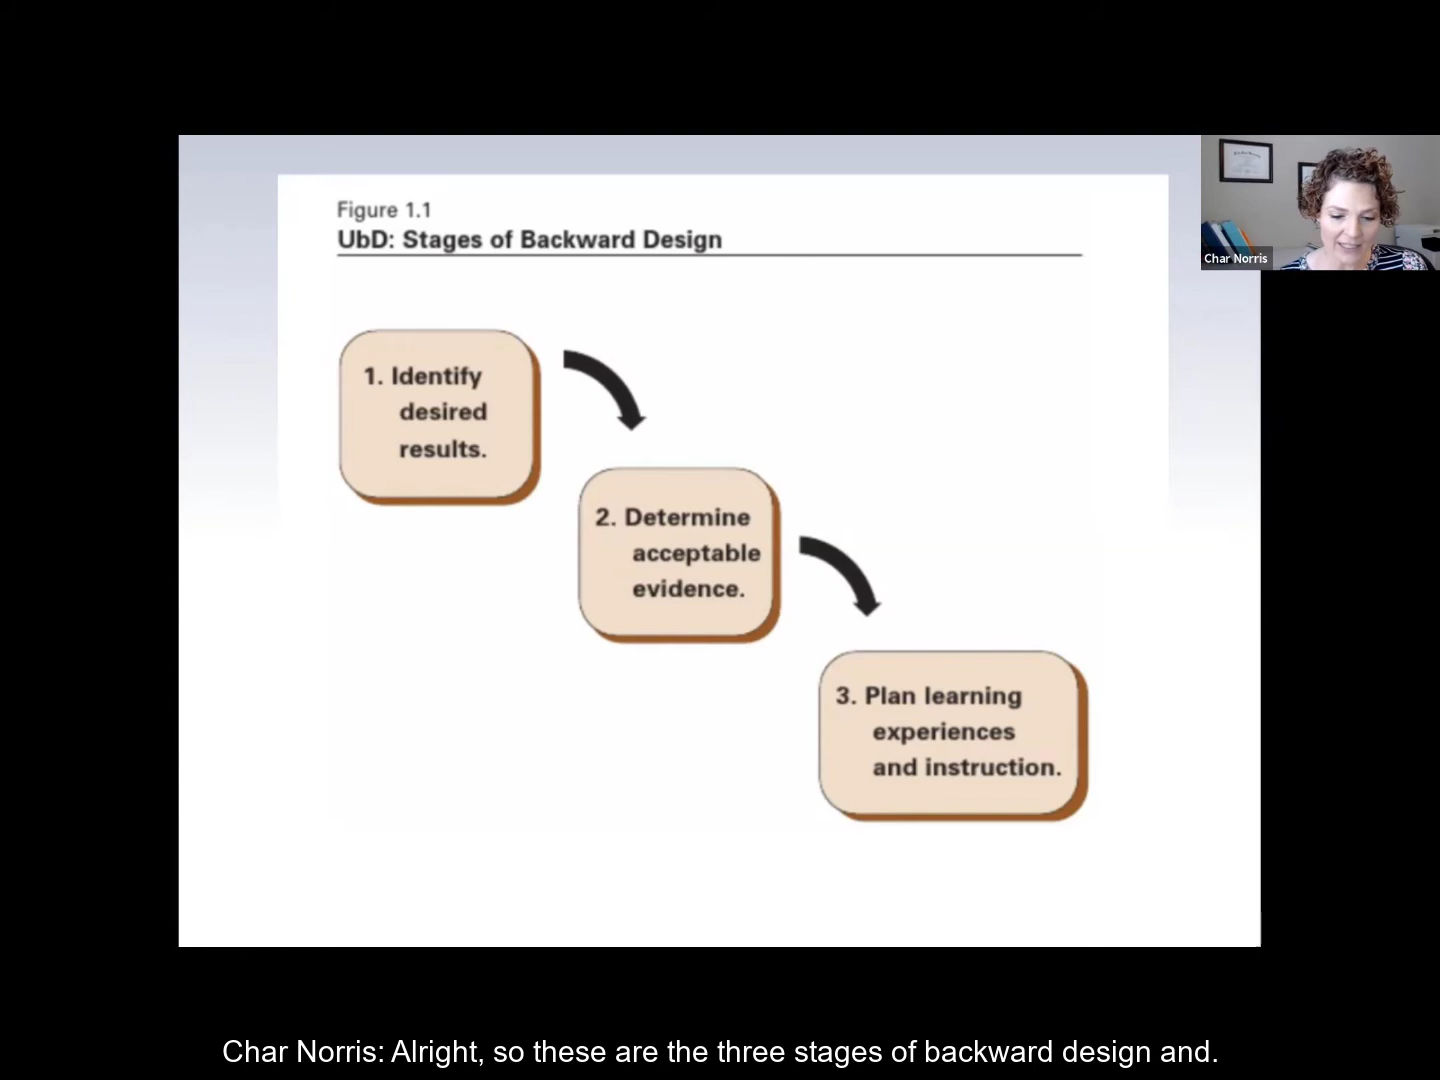 Figure 1.1
UbD: Stages of Backward Design
1. Identify
desired
results.
2. Determine
acceptable
evidence.
3. Plan learning
experiences
and instruction.
Char Norris
Char Norris: Alright, so these are the three stages of backward design and.